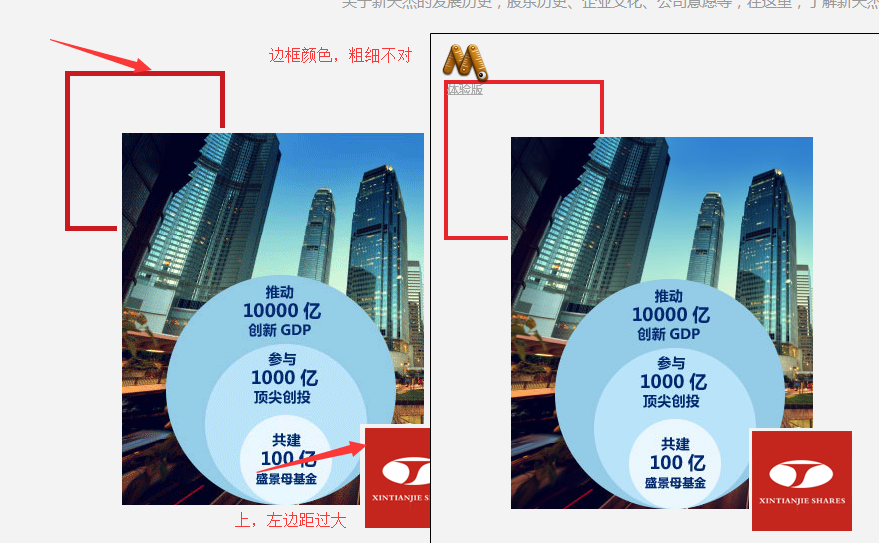 关于新天杰的发展历史，股东历史、企业文化、公司意愿等，在这里，了解新天杰
边框颜色，粗细不对
体验版
推动
10000 亿
创新 GDP
参与
1000 亿
顶尖创投
共建
100 亿
盛景母基金
XINTIANJIE S
上，左边距过大
推动
10000 亿
创新 GDP
参与
1000 亿
顶尖创投
共建
100 亿
盛景母基金
XINTIANJIE SHARES